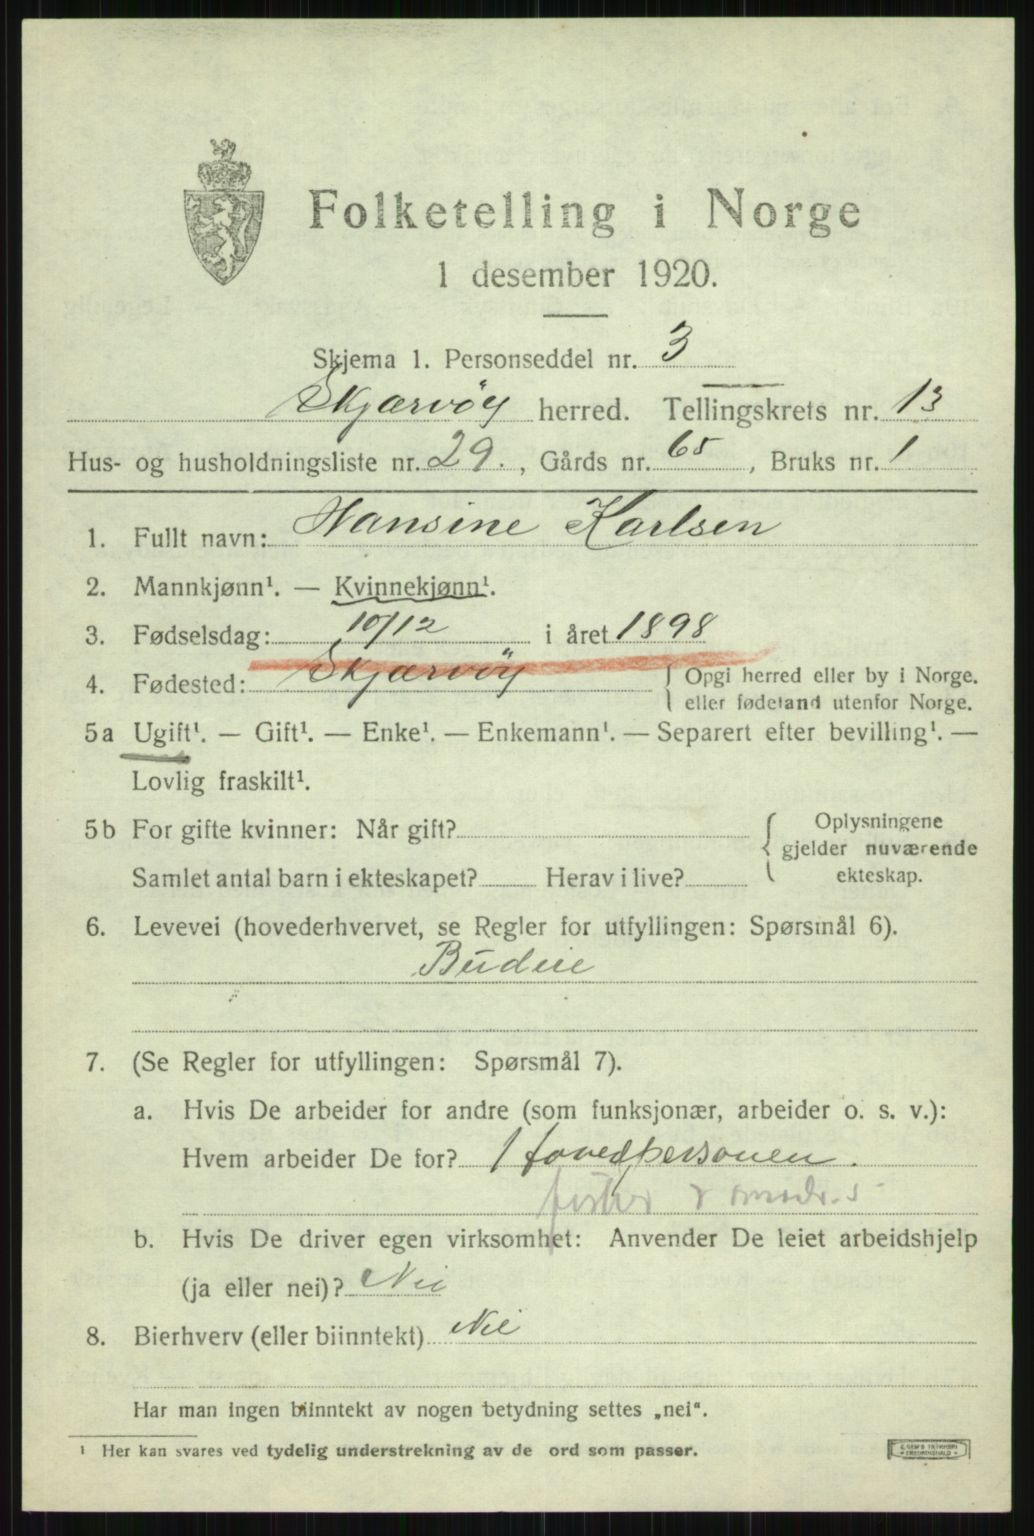 Folketelling i Norge
1 desember 1920.
Skjema 1. Personseddel nr. 3
Skjærvöy herred. Tellingskrets nr. 13
Hus- og husholdningsliste nr. 29. , Gårds nr. 65 , Bruks nr. 1
1. Fullt navn: Hansine Karlsen
2. Mannkjønn¹. — Kvinnekjønn¹.
3. Fødselsdag: 10/12 i året 1898
4. Fødested: Skjærvöy { Opgi herred eller by i Norge.
eller fødeland utenfor Norge.
5a Ugift¹. — Gift¹. — Enke¹. — Enkemann¹. — Separert efter bevilling¹. —
Lovlig fraskilt¹.
5b For gifte kvinner: Når gift? { Oplysningene
gjelder nuværende
Samlet antal barn i ekteskapet? Herav i live? ekteskap.
6. Levevei (hovederhvervet, se Regler for utfyllingen: Spørsmål 6).
Budeie
7. (Se Regler for utfyllingen: Spørsmål 7).
a. Hvis De arbeider for andre (som funksjonær, arbeider o. s. v.):
Hvem arbeider De for? Hovedpersonen.
b. Hvis De driver egen virksomhet: Anvender De leiet arbeidshjelp
(ja eller nei)? Nei
8. Bierhverv (eller biinntekt) Nei
Har man ingen biinntekt av nogen betydning settes „nei".
¹ Her kan svares ved tydelig understrekning av de ord som passer.